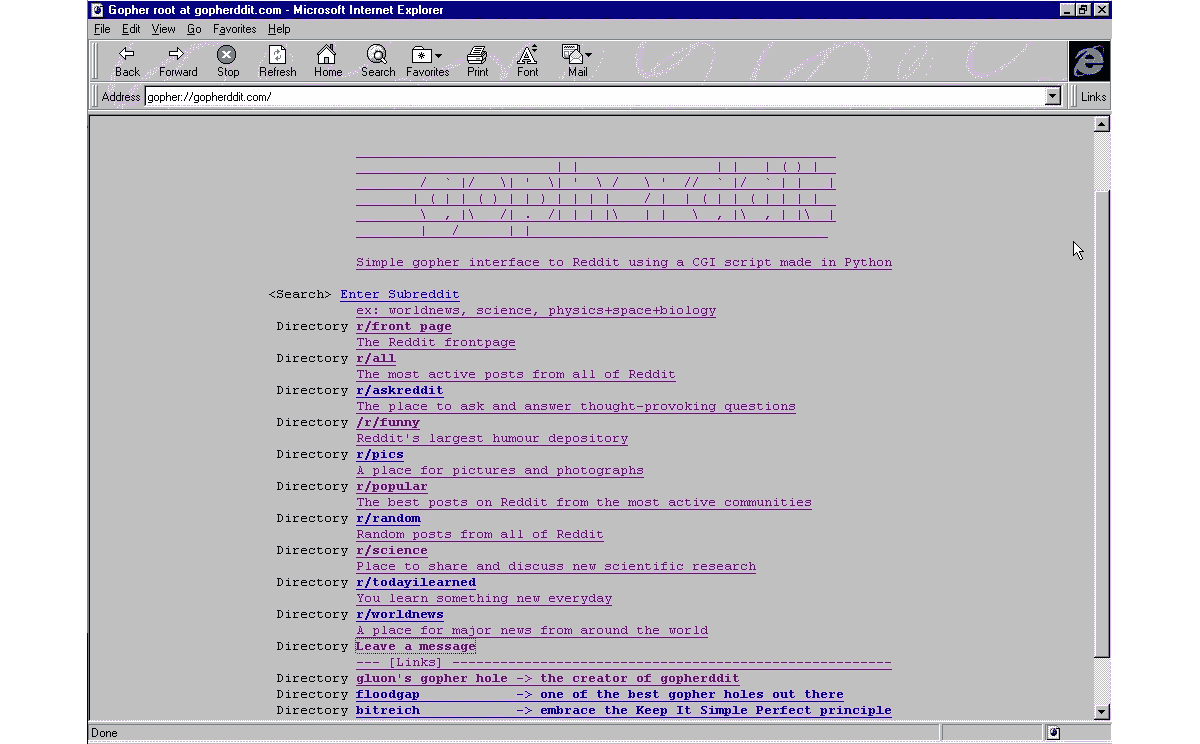 Gopher root at gopherddit.com - Microsoft Internet Explorer
File Edit View Go Favorites Help
Back Forward Stop Refresh Home Search Favorites Print Font Mail
Address gopher://gopherddit.com/ Links
Simple gopher interface to Reddit using a CGI script made in Python
<Search> Enter Subreddit
ex: worldnews, science, physics+space+biology
Directory r/front page
The Reddit frontpage
Directory r/all
The most active posts from all of Reddit
Directory r/askreddit
The place to ask and answer thought-provoking questions
Directory /r/funny
Reddit's largest humour depository
Directory r/pics
A place for pictures and photographs
Directory r/popular
The best posts on Reddit from the most active communities
Directory r/random
Random posts from all of Reddit
Directory r/science
Place to share and discuss new scientific research
Directory r/todayilearned
You learn something new everyday
Directory r/worldnews
A place for major news from around the world
Directory Leave a message
--- [Links] -------------------------------------------------------
Directory gluon's gopher hole -> the creator of gopherddit
Directory floodgap -> one of the best gopher holes out there
Directory bitreich -> embrace the Keep It Simple Perfect principle
Done